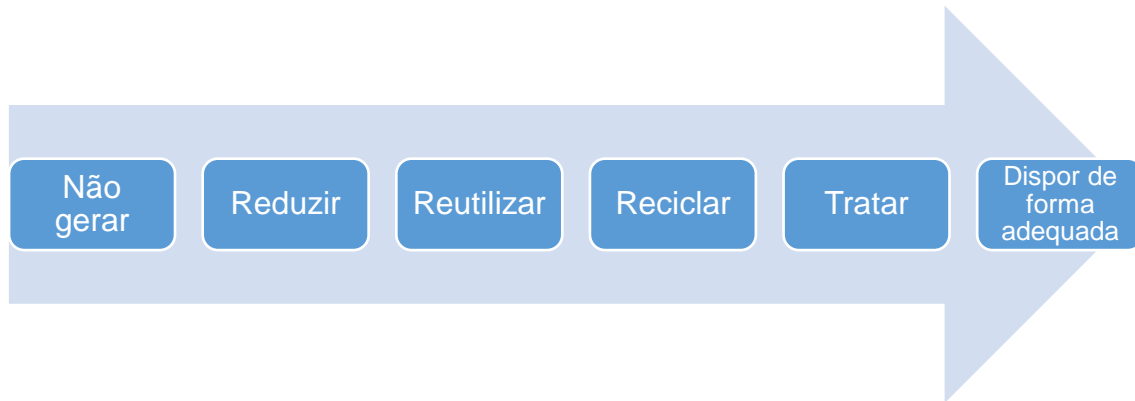 Não
gerar
Reduzir
Reutilizar
Reciclar
Tratar
Dispor de
forma
adequada